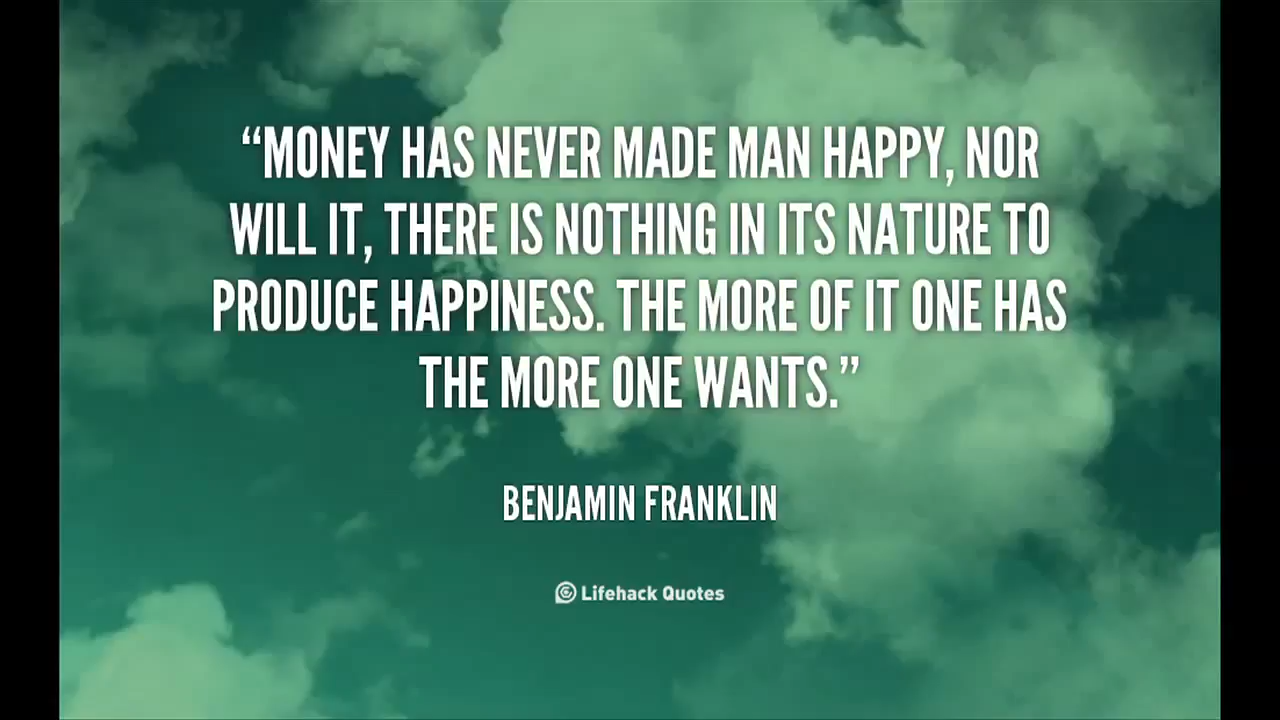 “MONEY HAS NEVER MADE MAN HAPPY, NOR
WILL IT, THERE IS NOTHING IN ITS NATURE TO
PRODUCE HAPPINESS. THE MORE OF IT ONE HAS
THE MORE ONE WANTS.”
BENJAMIN FRANKLIN
Lifehack Quotes